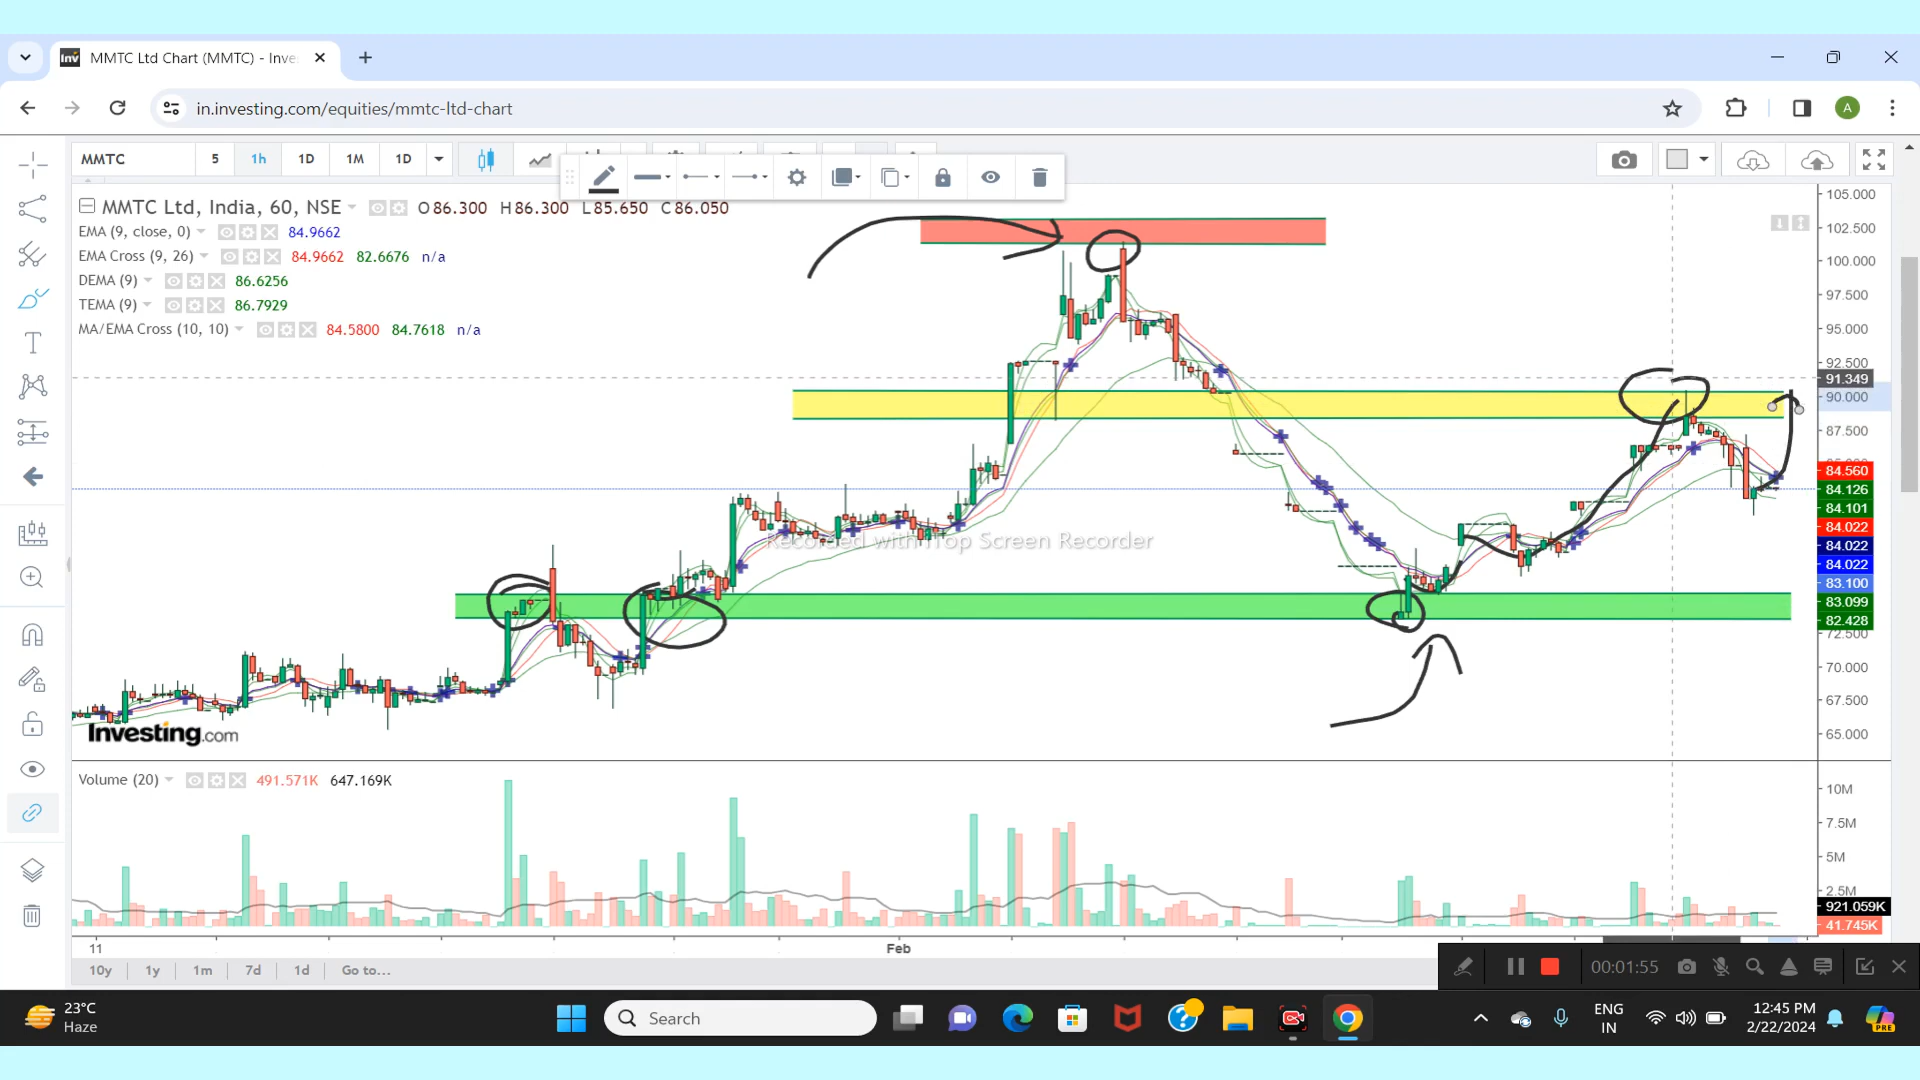 MMTC Ltd Chart (MMTC) - Inve
in.investing.com/equities/mmtc-ltd-chart
A
MMTC 5 1h 1D 1M 1D
MMTC Ltd, India, 60, NSE O86.300 H86.300 L85.650 C86.050
EMA (9, close, 0) 84.9662
EMA Cross (9, 26) 84.9662 82.6676 n/a
DEMA (9) 86.6256
TEMA (9) 86.7929
MA/EMA Cross (10, 10) 84.5800 84.7618 n/a
105.000
102.500
100.000
97.500
95.000
92.500
91.349
90.000
87.500
84.560
84.126
84.101
84.022
84.022
84.022
83.100
83.099
82.428
72.500
70.000
67.500
65.000
Recorded with iTop Screen Recorder
Investing.com
Volume (20) 491.571K 647.169K
10M
7.5M
5M
2.5M
921.059K
41.745K
11 Feb
10y 1y 1m 7d 1d Go to...
00:01:55
23°C
Haze
Search
ENG
IN
12:45 PM
2/22/2024
PRE